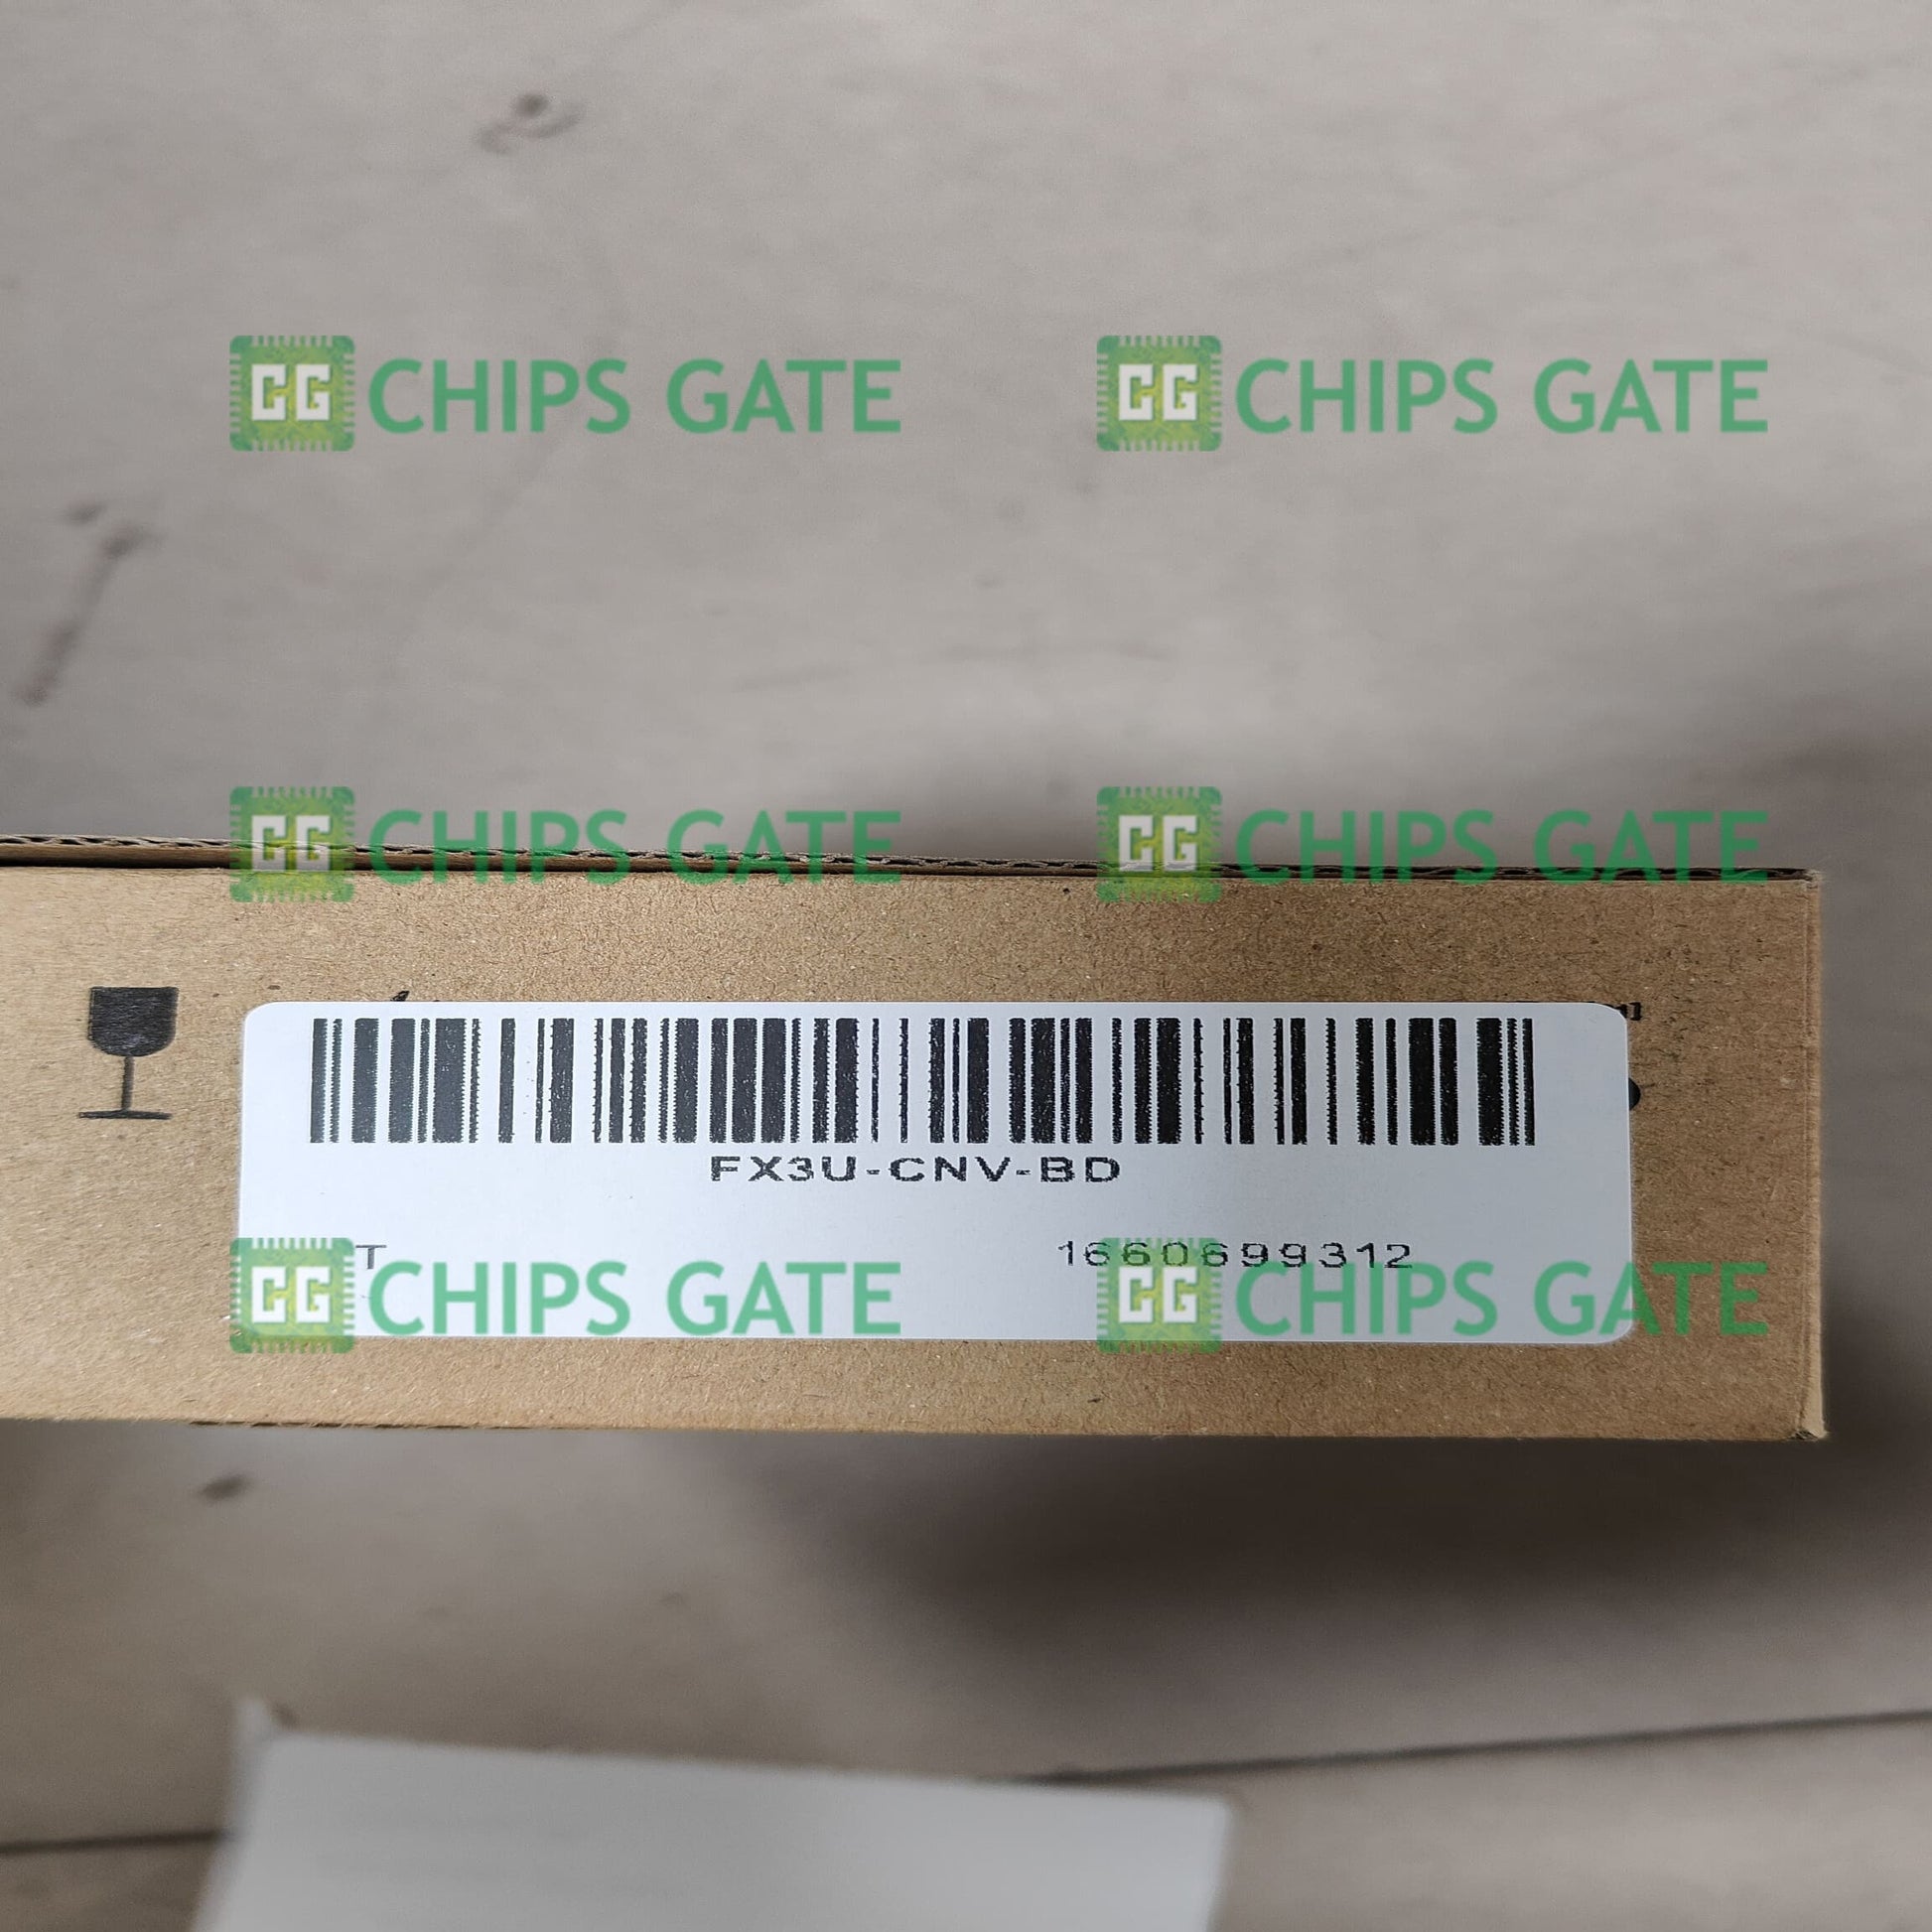 CG CHIPS GATE CG CHIPS GATE
CG CHIPS GATE CG CHIPS GATE
FX3U-CNV-BD
T 1660699312
CG CHIPS GATE CG CHIPS GATE